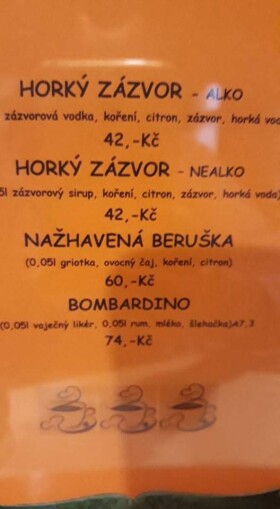 HORKÝ ZÁZVOR - ALKO
zázvorová vodka, koření, citron, zázvor, horká
42,-Kč
HORKÝ ZÁZVOR - NEALKO
zázvorový sirup, koření, citron, zázvor, horká voda)
42,-Kč
NAŽHAVENÁ BERUŠKA
(0,05l griotka, ovocný čaj, koření, citron)
60,-Kč
BOMBARDINO
(0,05l vaječný likér, 0,05l rum, mléko, šlehačka)A7,3
74,-Kč